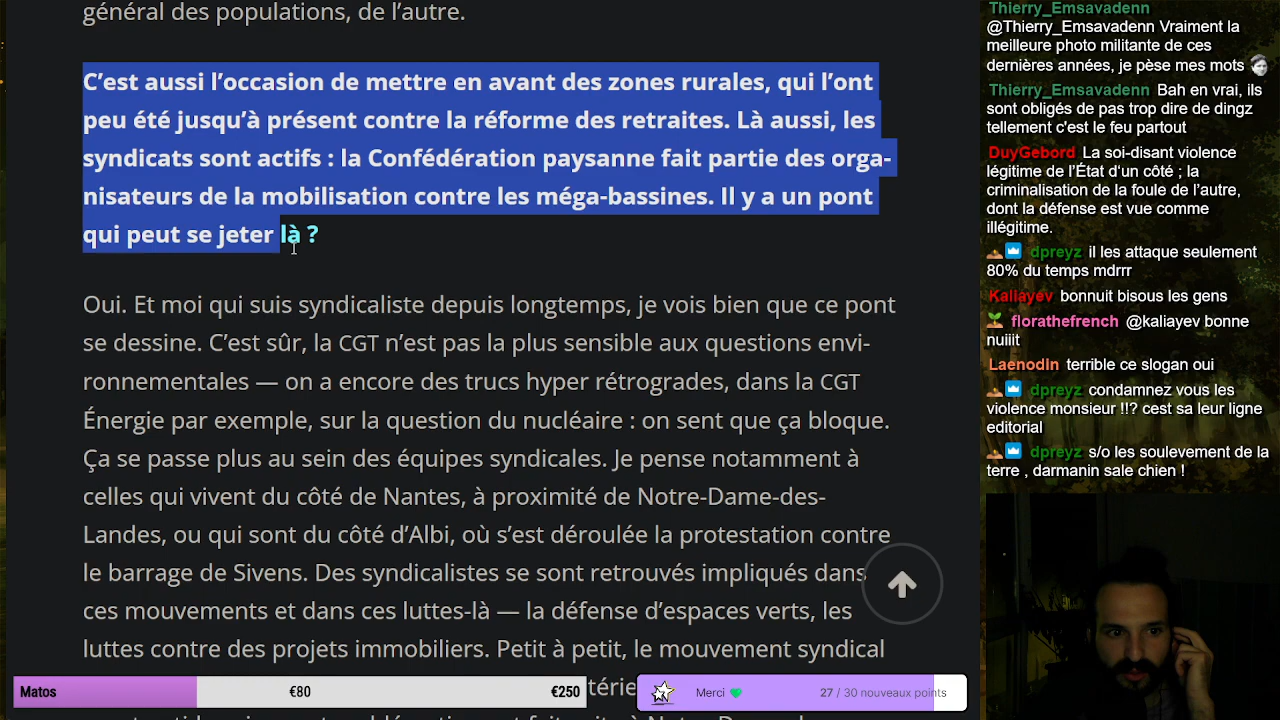 général des populations, de l’autre.
C’est aussi l’occasion de mettre en avant des zones rurales, qui l’ont
peu été jusqu’à présent contre la réforme des retraites. Là aussi, les
syndicats sont actifs : la Confédération paysanne fait partie des orga-
nisateurs de la mobilisation contre les méga-bassines. Il y a un pont
qui peut se jeter là ?
Oui. Et moi qui suis syndicaliste depuis longtemps, je vois bien que ce pont
se dessine. C’est sûr, la CGT n’est pas la plus sensible aux questions envi-
ronnementales — on a encore des trucs hyper rétrogrades, dans la CGT
Énergie par exemple, sur la question du nucléaire : on sent que ça bloque.
Ça se passe plus au sein des équipes syndicales. Je pense notamment à
celles qui vivent du côté de Nantes, à proximité de Notre-Dame-des-
Landes, ou qui sont du côté d’Albi, où s’est déroulée la protestation contre
le barrage de Sivens. Des syndicalistes se sont retrouvés impliqués dans
ces mouvements et dans ces luttes-là — la défense d’espaces verts, les
luttes contre des projets immobiliers. Petit à petit, le mouvement syndical
Matos €80 €250
Merci 27 / 30 nouveaux points
Thierry_Emsavadenn
@Thierry_Emsavadenn Vraiment la
meilleure photo militante de ces
dernières années, je pèse mes mots
Thierry_Emsavadenn Bah en vrai, ils
sont obligés de pas trop dire de dingz
tellement c'est le feu partout
DuyGebord La soi-disant violence
légitime de l’État d‘un côté ; la
criminalisation de la foule de l’autre,
dont la défense est vue comme
illégitime.
dpreyz il les attaque seulement
80% du temps mdrrr
Kaliayev bonnuit bisous les gens
florathefrench @kaliayev bonne
nuiiit
LaenodIn terrible ce slogan oui
dpreyz condamnez vous les
violence monsieur !!? cest sa leur ligne
editorial
dpreyz s/o les soulevement de la
terre , darmanin sale chien !